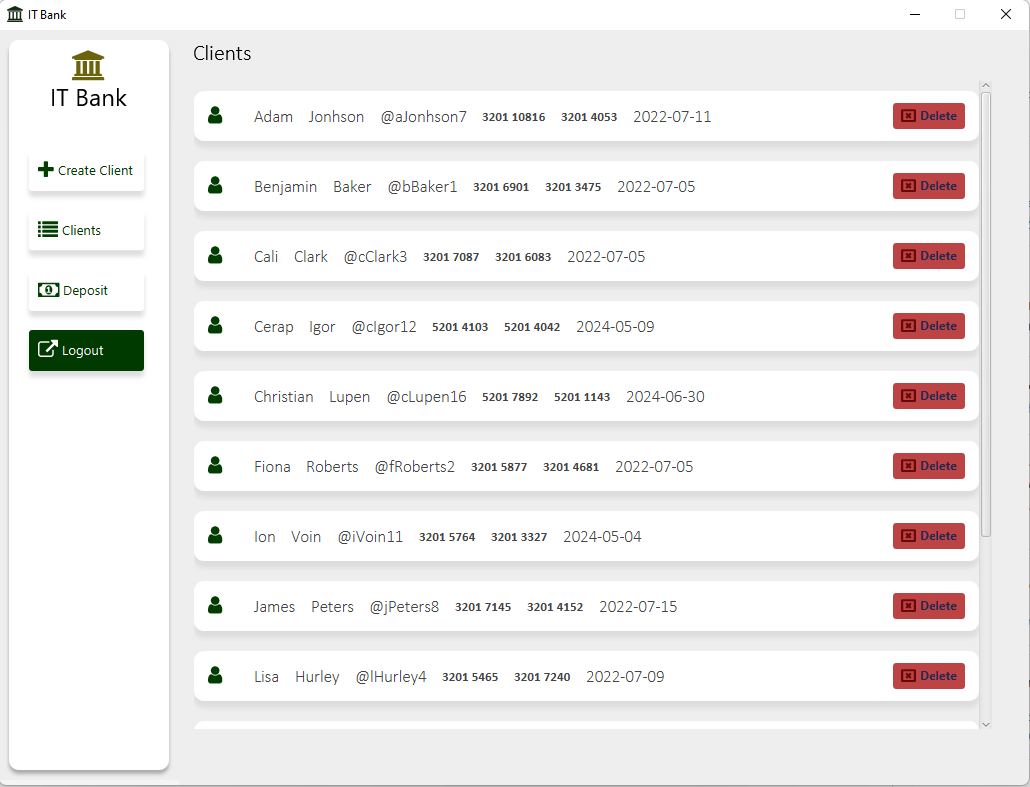 IT Bank
IT Bank
Create Client
Clients
Deposit
Logout
Clients
Adam Jonhson @aJonhson7 3201 10816 3201 4053 2022-07-11 Delete
Benjamin Baker @bBaker1 3201 6901 3201 3475 2022-07-05 Delete
Cali Clark @cClark3 3201 7087 3201 6083 2022-07-05 Delete
Cerap Igor @cIgor12 5201 4103 5201 4042 2024-05-09 Delete
Christian Lupen @cLupen16 5201 7892 5201 1143 2024-06-30 Delete
Fiona Roberts @fRoberts2 3201 5877 3201 4681 2022-07-05 Delete
Ion Voin @iVoin11 3201 5764 3201 3327 2024-05-04 Delete
James Peters @jPeters8 3201 7145 3201 4152 2022-07-15 Delete
Lisa Hurley @lHurley4 3201 5465 3201 7240 2022-07-09 Delete